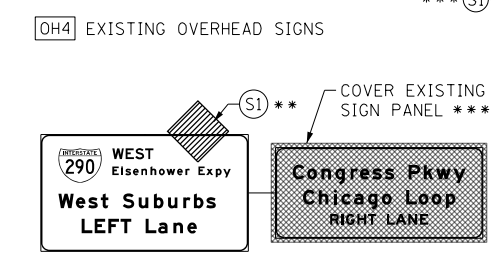 * * * S1
OH4 EXISTING OVERHEAD SIGNS
S1 * *
COVER EXISTING
SIGN PANEL * * *
INTERSTATE
290
WEST
Eisenhower Expy
West Suburbs
LEFT Lane
Congress Pkwy
Chicago Loop
RIGHT LANE